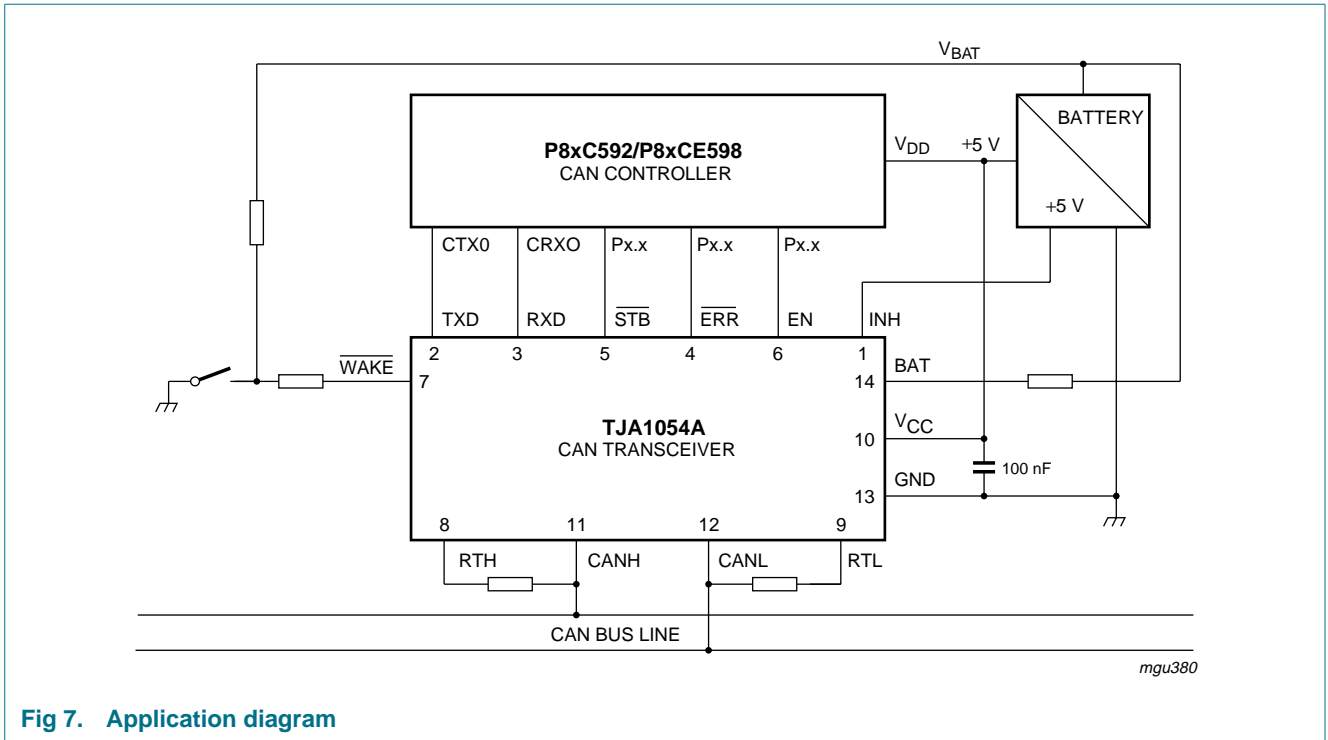 VBAT
BATTERY
P8xC592/P8xCE598
CAN CONTROLLER
VDD +5 V
+5 V
CTX0 CRXO Px.x Px.x Px.x
TXD RXD STB ERR EN INH
2 3 5 4 6 1
WAKE 7
14 BAT
TJA1054A
CAN TRANSCEIVER
10 VCC
100 nF
13 GND
8 11 12 9
RTH CANH CANL RTL
CAN BUS LINE
mgu380
Fig 7. Application diagram